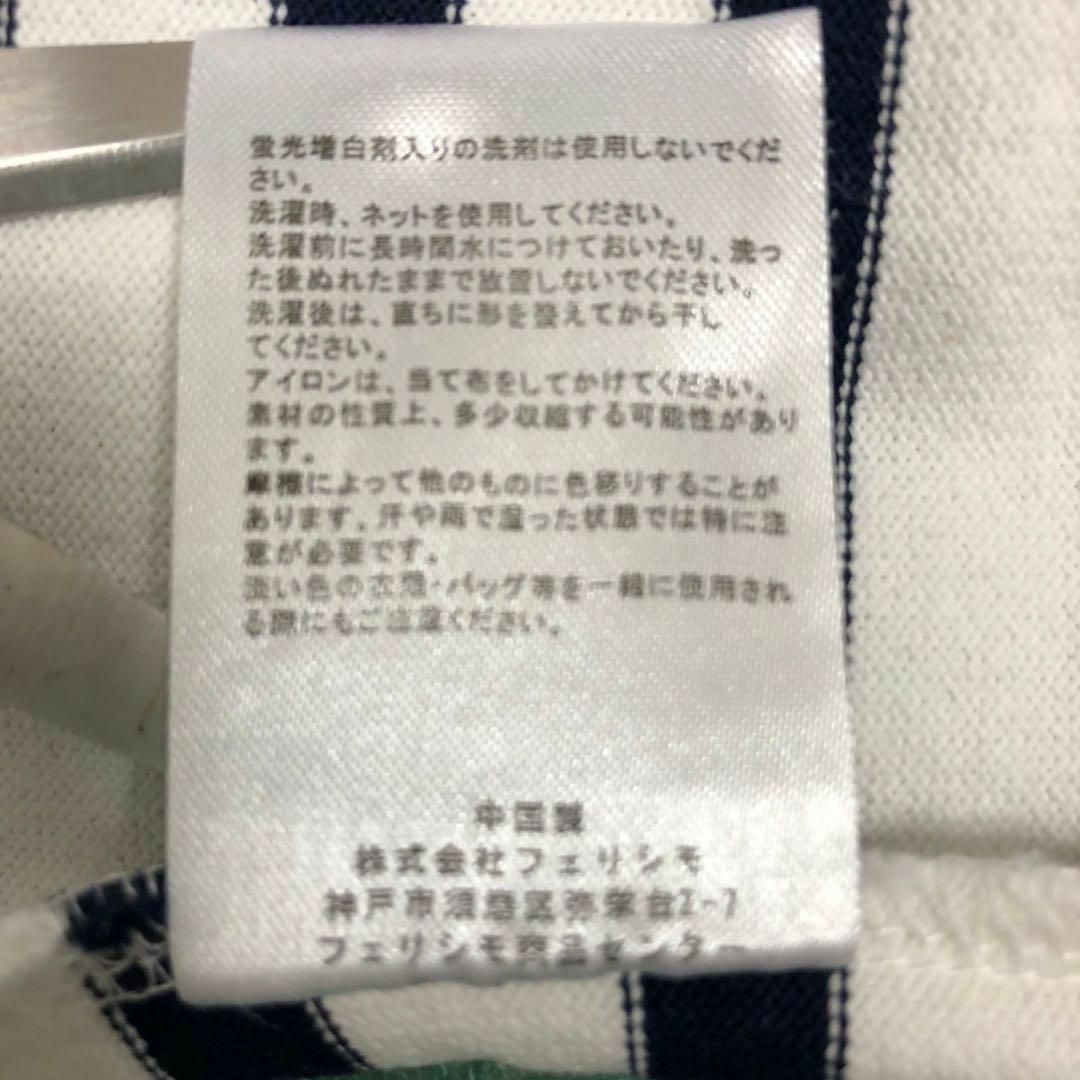 蛍光増白剤入りの洗剤は使用しないでくだ
さい。
洗濯時、ネットを使用してください。
洗濯前に長時間水につけておいたり、洗っ
た後ぬれたままで放置しないでください。
洗濯後は、直ちに形を整えてから干し
てください。
アイロンは、当て布をしてかけてください。
素材の性質上、多少収縮する可能性があり
ます。
摩擦によって他のものに色移りすることが
あります。汗や雨で湿った状態では特に注
意が必要です。
淡い色の衣類・バッグ等を一緒に使用され
る際にもご注意ください。
中国製
株式会社フェリシモ
神戸市須磨区弥栄台2-7
フェリシモ商品センター